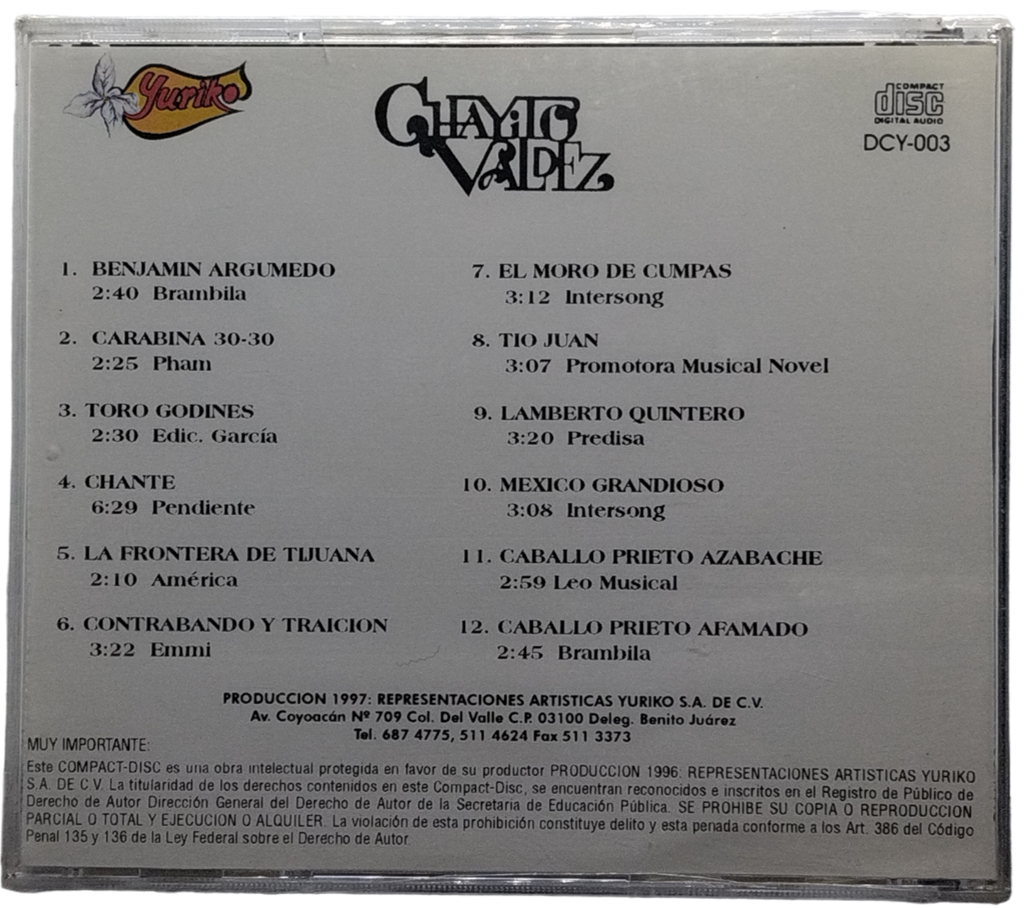 Yuriko
CHAYITO
VALDEZ
COMPACT
disc
DIGITAL AUDIO
DCY-003
1. BENJAMIN ARGUMEDO
2:40 Brambila
2. CARABINA 30-30
2:25 Pham
3. TORO GODINES
2:30 Edic. García
4. CHANTE
6:29 Pendiente
5. LA FRONTERA DE TIJUANA
2:10 América
6. CONTRABANDO Y TRAICION
3:22 Emmi
7. EL MORO DE CUMPAS
3:12 Intersong
8. TIO JUAN
3:07 Promotora Musical Novel
9. LAMBERTO QUINTERO
3:20 Predisa
10. MEXICO GRANDIOSO
3:08 Intersong
11. CABALLO PRIETO AZABACHE
2:59 Leo Musical
12. CABALLO PRIETO AFAMADO
2:45 Brambila
PRODUCCION 1997: REPRESENTACIONES ARTISTICAS YURIKO S.A. DE C.V.
Av. Coyoacán Nº 709 Col. Del Valle C.P. 03100 Deleg. Benito Juárez
Tel. 687 4775, 511 4624 Fax 511 3373
MUY IMPORTANTE:
Este COMPACT-DISC es una obra intelectual protegida en favor de su productor PRODUCCION 1996: REPRESENTACIONES ARTISTICAS YURIKO
S.A. DE C.V. La titularidad de los derechos contenidos en este Compact-Disc, se encuentran reconocidos e inscritos en el Registro de Público de
Derecho de Autor Dirección General del Derecho de Autor de la Secretaria de Educación Pública. SE PROHIBE SU COPIA O REPRODUCCION
PARCIAL O TOTAL Y EJECUCION O ALQUILER. La violación de esta prohibición constituye delito y esta penada conforme a los Art. 386 del Código
Penal 135 y 136 de la Ley Federal sobre el Derecho de Autor.